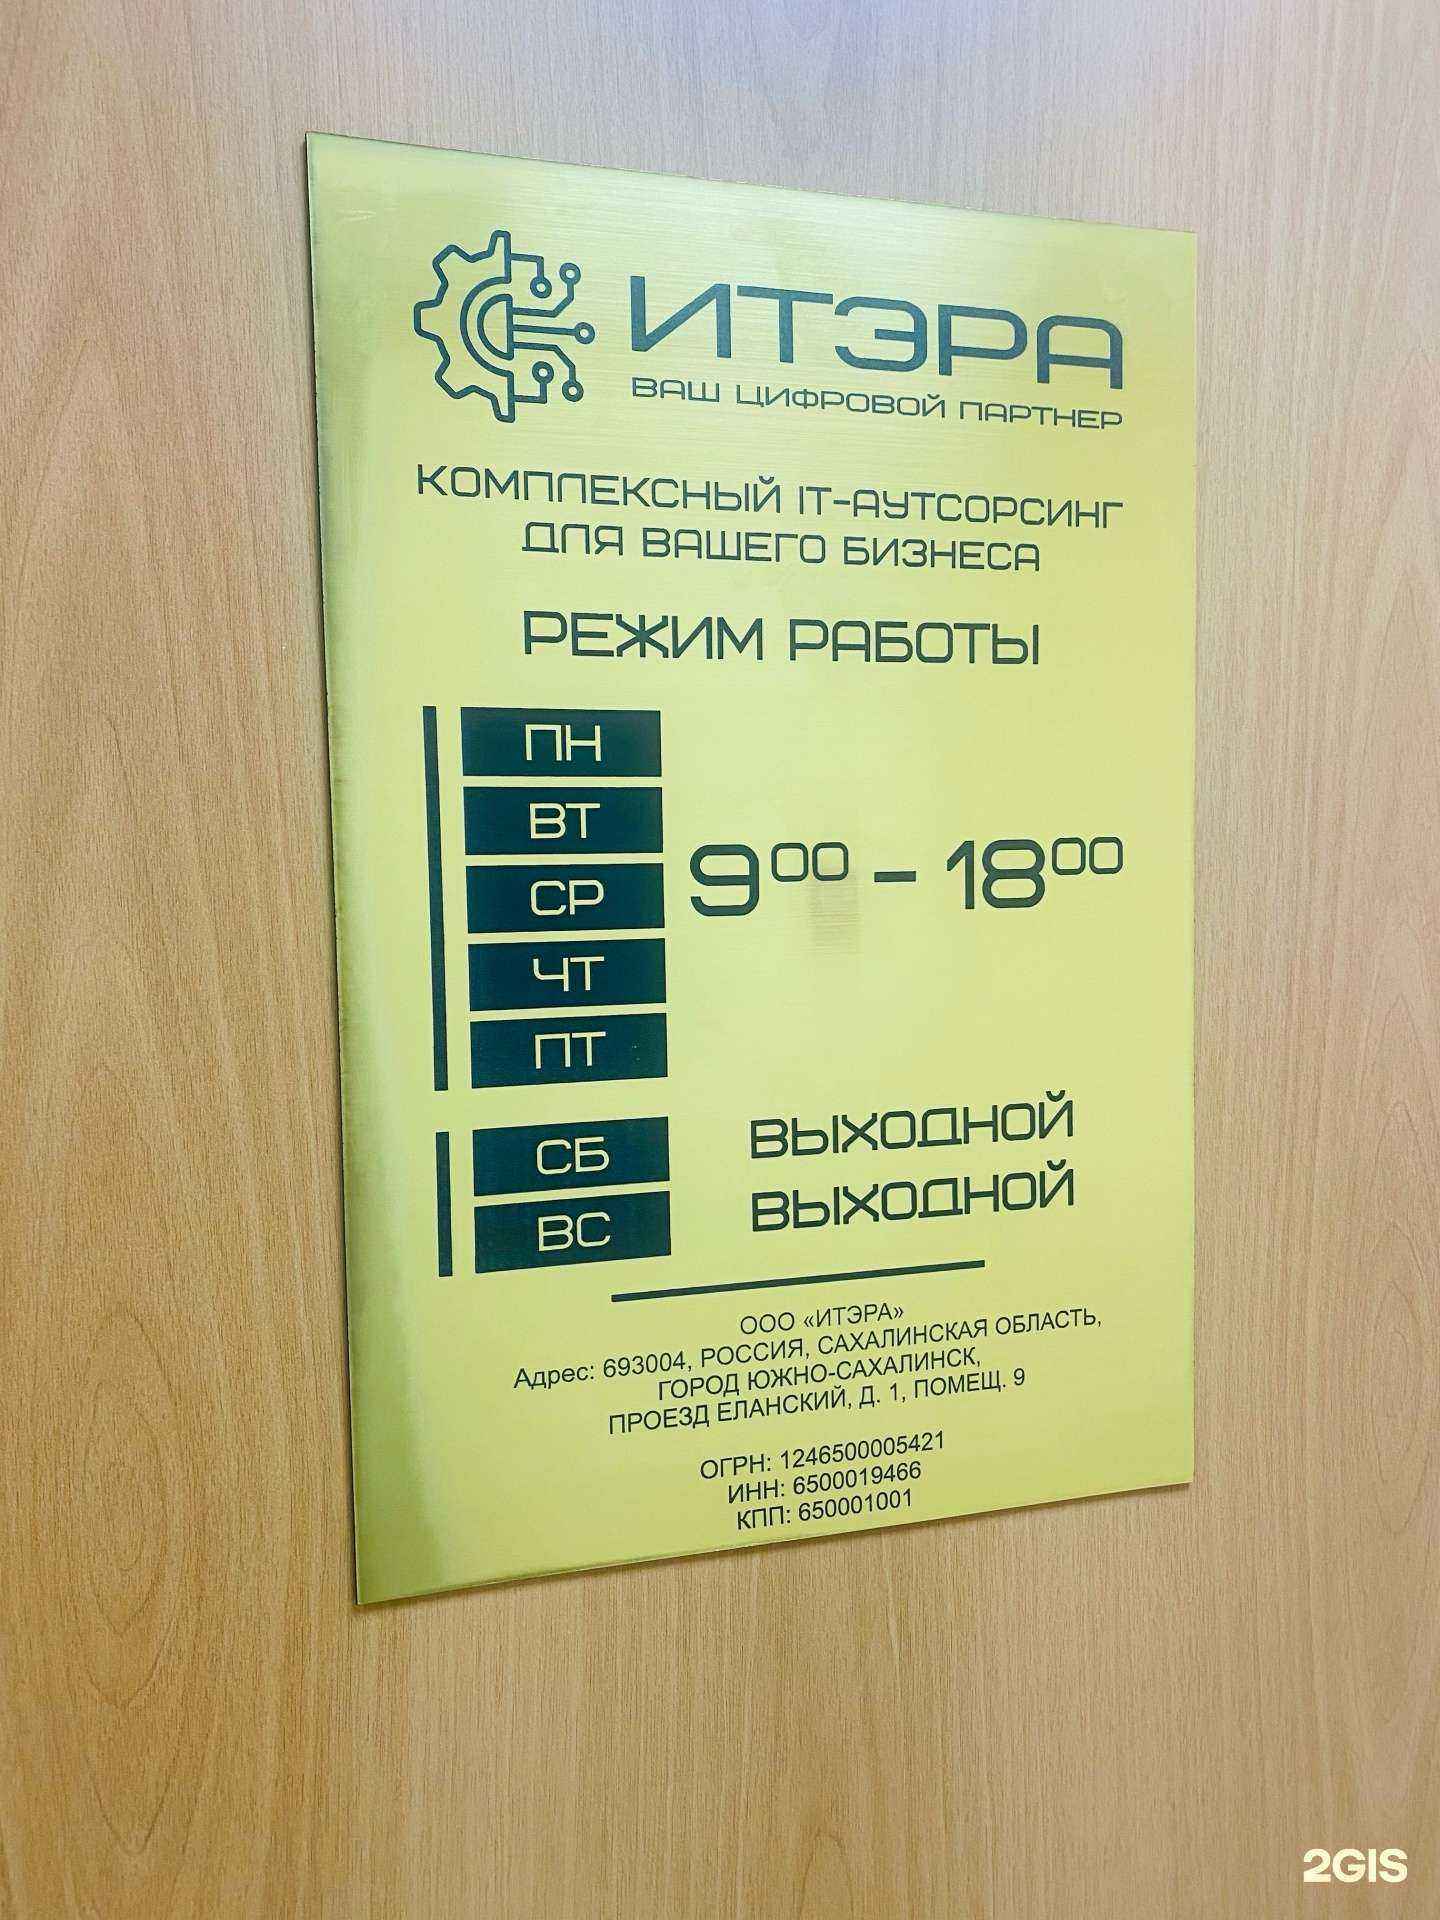 ИТЭРА
ВАШ ЦИФРОВОЙ ПАРТНЕР
КОМПЛЕКСНЫЙ IT-АУТСОРСИНГ
ДЛЯ ВАШЕГО БИЗНЕСА
РЕЖИМ РАБОТЫ
ПН
ВТ
СР
ЧТ
ПТ
9⁰⁰ - 18⁰⁰
СБ ВЫХОДНОЙ
ВС ВЫХОДНОЙ
ООО «ИТЭРА»
Адрес: 693004, РОССИЯ, САХАЛИНСКАЯ ОБЛАСТЬ,
ГОРОД ЮЖНО-САХАЛИНСК,
ПРОЕЗД ЕЛАНСКИЙ, Д. 1, ПОМЕЩ. 9
ОГРН: 1246500005421
ИНН: 6500019466
КПП: 650001001
2GIS